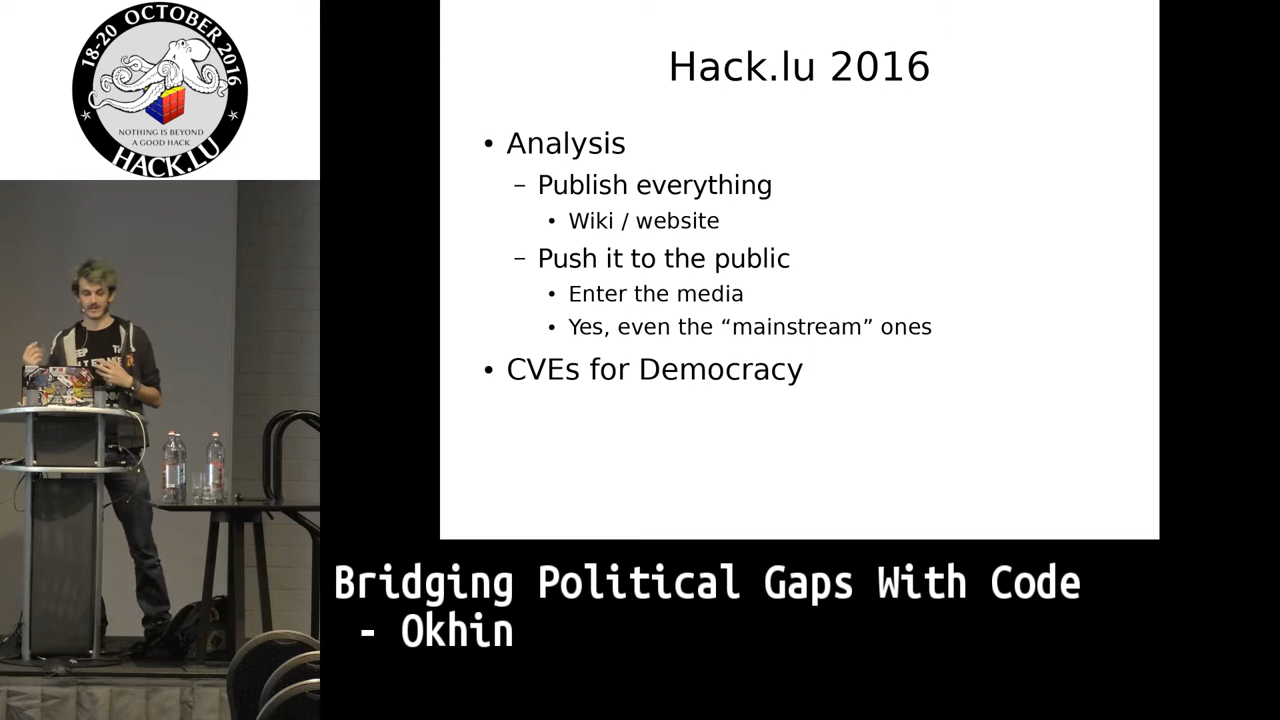 18-20 OCTOBER 2016
NOTHING IS BEYOND
A GOOD HACK
HACK.LU
Hack.lu 2016
• Analysis
– Publish everything
• Wiki / website
– Push it to the public
• Enter the media
• Yes, even the “mainstream” ones
• CVEs for Democracy
Bridging Political Gaps With Code
- Okhin